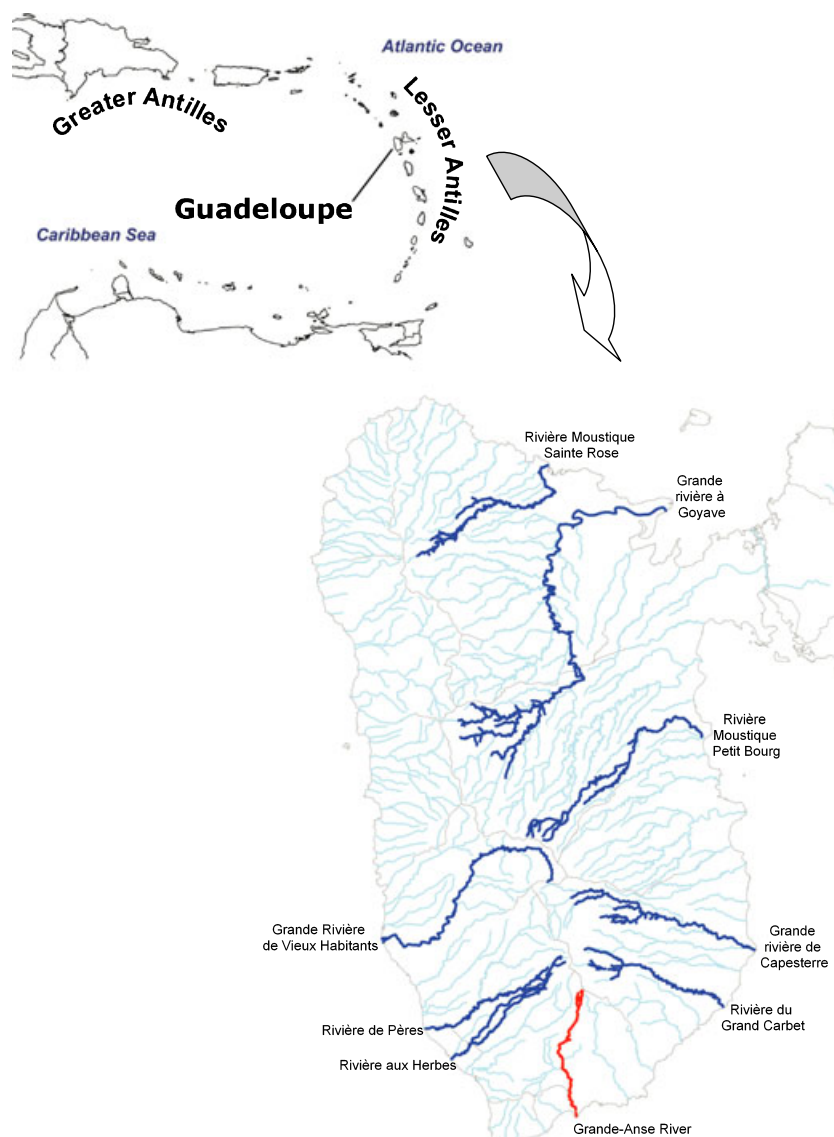 Atlantic Ocean
Greater Antilles
Lesser Antilles
Guadeloupe
Caribbean Sea
Rivière Moustique
Sainte Rose
Grande
rivière à
Goyave
Rivière
Moustique
Petit Bourg
Grande Rivière
de Vieux Habitants
Grande
rivière de
Capesterre
Rivière du
Grand Carbet
Rivière de Pères
Rivière aux Herbes
Grande-Anse River